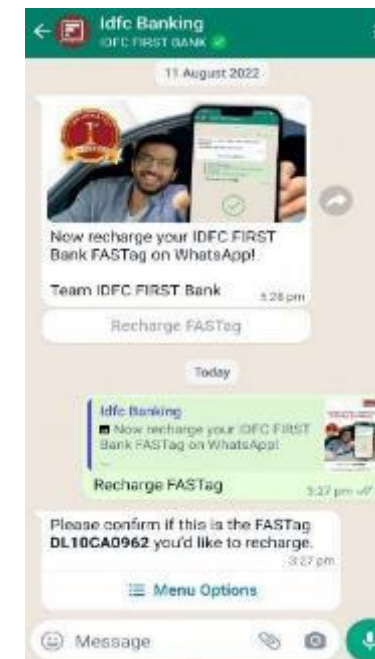 Idfc Banking
IDFC FIRST BANK
11 August 2022
Now recharge your IDFC FIRST
Bank FASTag on WhatsApp!
Team IDFC FIRST Bank
5:28 pm
Recharge FASTag
Today
Idfc Banking
Now recharge your IDFC FIRST
Bank FASTag on WhatsApp!
Recharge FASTag
3:27 pm
Please confirm if this is the FASTag
DL10CA0962 you'd like to recharge.
3:27 pm
Menu Options
Message